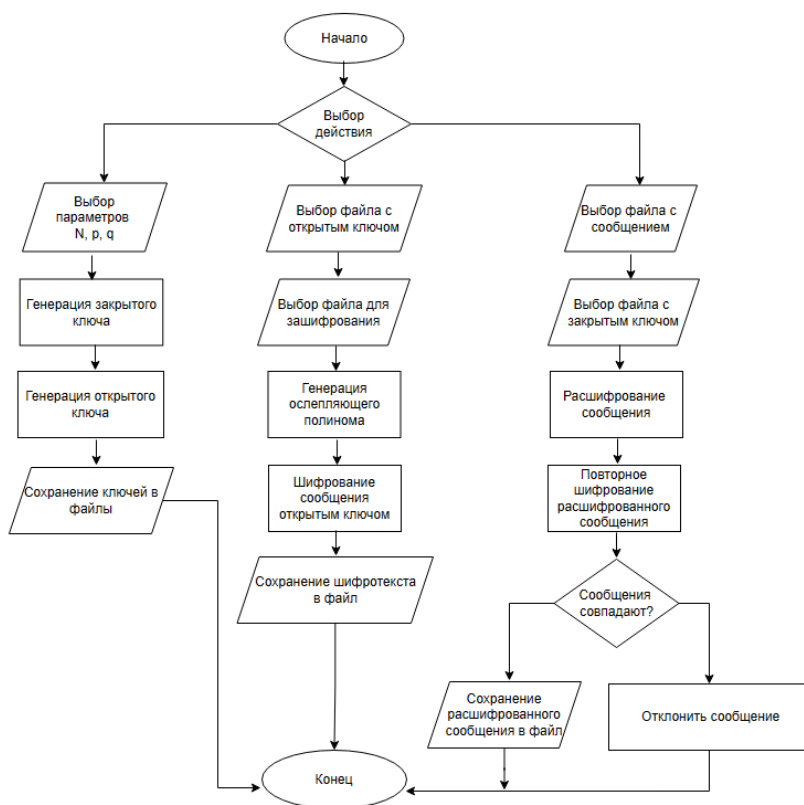 Начало
Выбор
действия
Выбор
параметров
N, p, q
Генерация закрытого
ключа
Генерация открытого
ключа
Сохранение ключей в
файлы
Выбор файла с
открытым ключом
Выбор файла для
зашифрования
Генерация
ослепляющего
полинома
Шифрование
сообщения
открытым ключом
Сохранение шифротекста
в файл
Выбор файла с
сообщением
Выбор файла с
закрытым ключом
Расшифрование
сообщения
Повторное
шифрование
расшифрованного
сообщения
Сообщения
совпадают?
Сохранение
расшифрованного
сообщения в файл
Отклонить сообщение
Конец